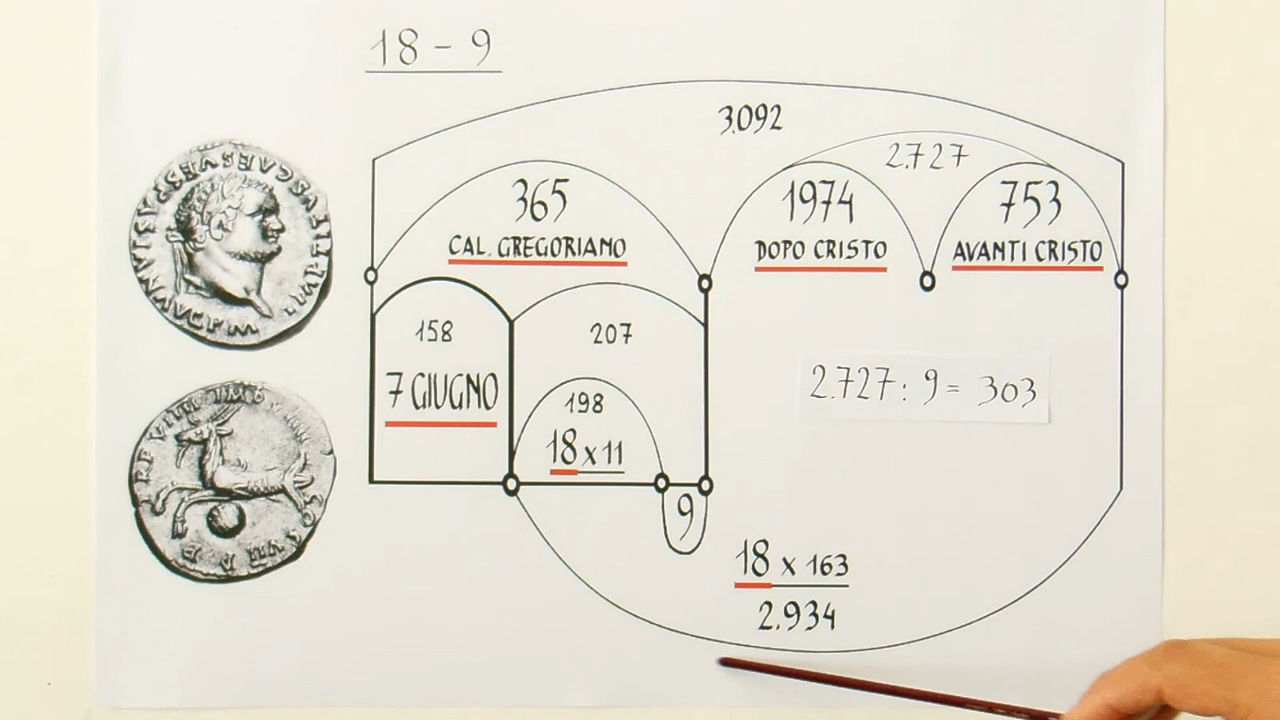 18 - 9
3.092
2.727
365
CAL. GREGORIANO
1974
DOPO CRISTO
753
AVANTI CRISTO
158
7 GIUGNO
207
198
18 x 11
9
2.727 : 9 = 303
18 x 163
2.934